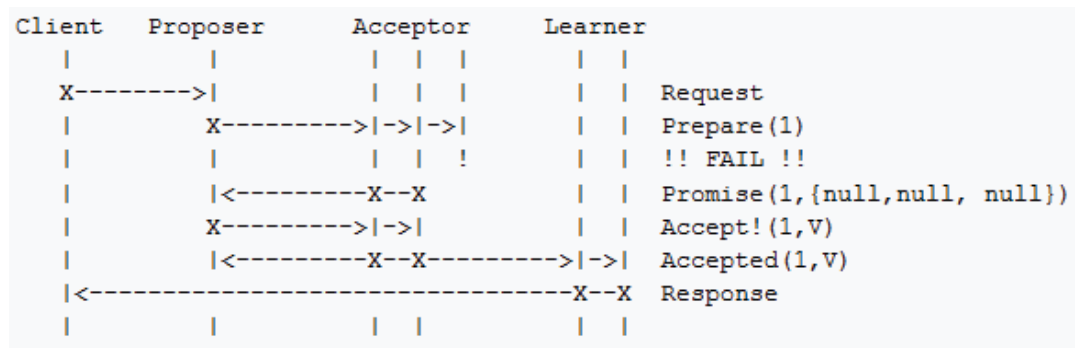 Client   Proposer      Acceptor     Learner
   |         |          |  |  |       |  |
   X-------->|          |  |  |       |  |  Request
   |         X--------->|->|->|       |  |  Prepare(1)
   |         |          |  |  !       |  |  !! FAIL !!
   |         |<---------X--X          |  |  Promise(1,{null,null, null})
   |         X--------->|->|          |  |  Accept!(1,V)
   |         |<---------X--X--------->|->|  Accepted(1,V)
   |<---------------------------------X--X  Response
   |         |          |  |          |  |